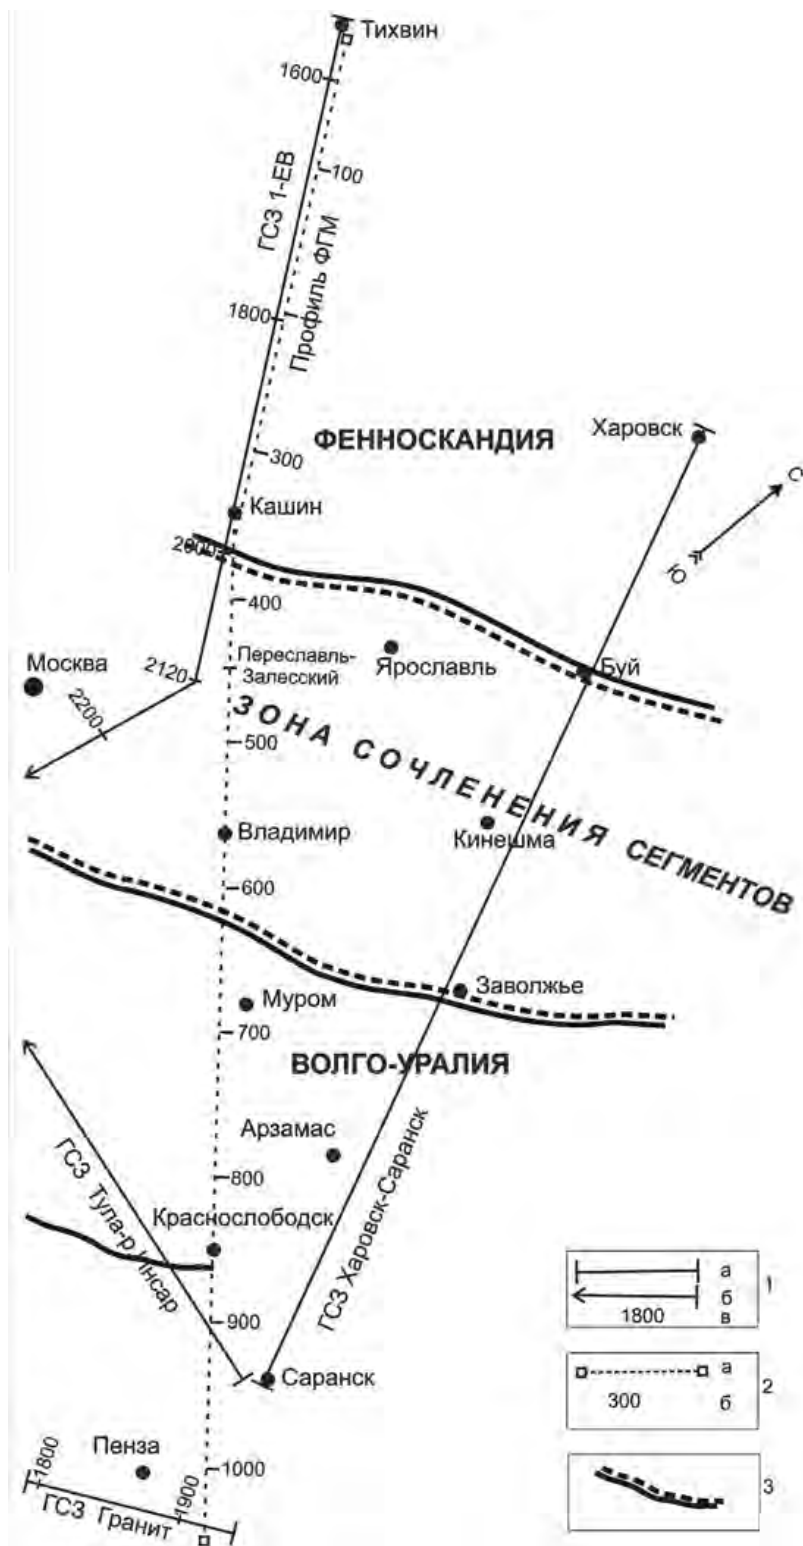 Тихвин
1600
100
ГСЗ 1-ЕВ
Профиль ФГМ
1800
ФЕННОСКАНДИЯ
Харовск
300
С
Ю
Кашин
2000
400
Переславль-
Залесский
Ярославль
Буй
Москва
2120
2200
500
ЗОНА СОЧЛЕНЕНИЯ СЕГМЕНТОВ
Владимир
Кинешма
600
Заволжье
Муром
700
ВОЛГО-УРАЛИЯ
Арзамас
800
ГСЗ Тула-р Инсар
Краснослободск
ГСЗ Харовск-Саранск
900
Саранск
Пенза
1000
1800
1900
ГСЗ Гранит
а
б
1800 в
1
а
300 б
2
3